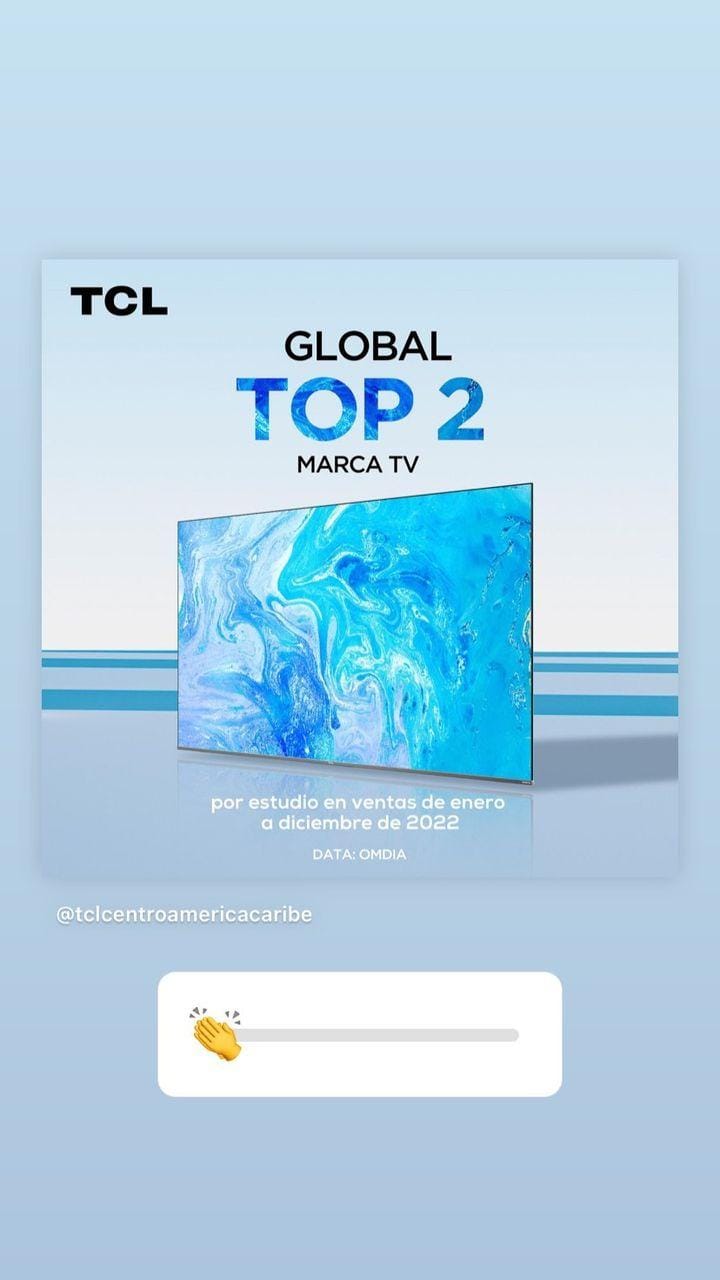 TCL
GLOBAL
TOP 2
MARCA TV
por estudio en ventas de enero
a diciembre de 2022
DATA: OMDIA
@tclcentroamericacaribe